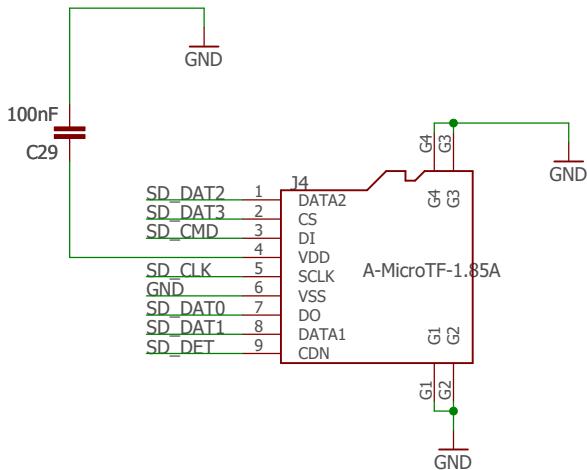 GND
100nF
C29
G4
G3
GND
J4
SD_DAT2 1 DATA2
SD_DAT3 2 CS
SD_CMD 3 DI
4 VDD
SD_CLK 5 SCLK
GND 6 VSS
SD_DAT0 7 DO
SD_DAT1 8 DATA1
SD_DET 9 CDN
G4
G3
A-MicroTF-1.85A
G1
G2
G1
G2
GND